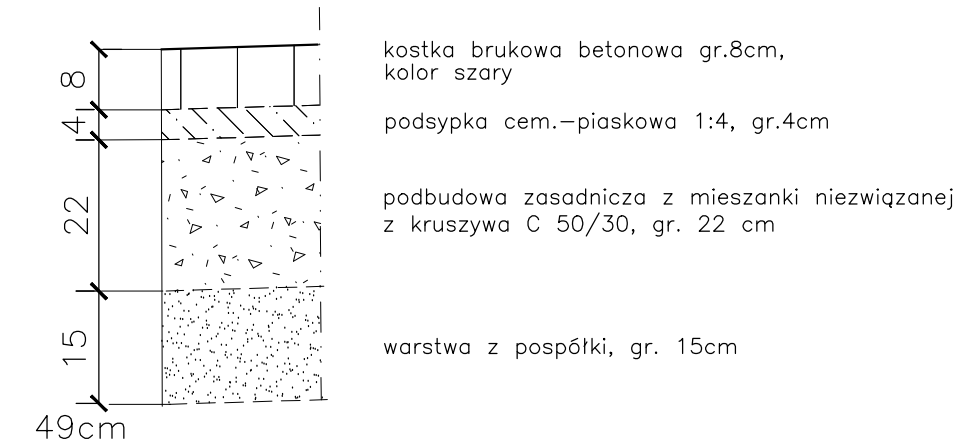 8
kostka brukowa betonowa gr.8cm,
kolor szary
4
podsypka cem.-piaskowa 1:4, gr.4cm
22
podbudowa zasadnicza z mieszanki niezwiązanej
z kruszywa C 50/30, gr. 22 cm
15
warstwa z pospółki, gr. 15cm
49cm